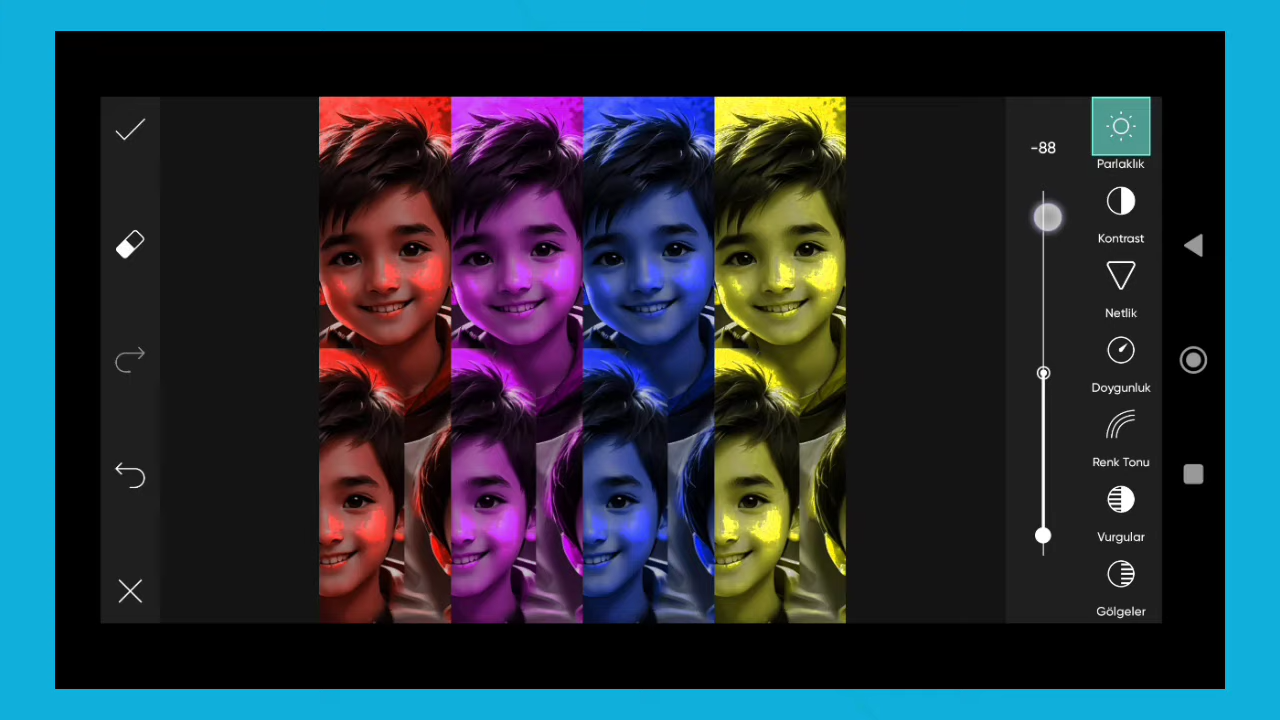 -88
Parlaklık
Kontrast
Netlik
Doygunluk
Renk Tonu
Vurgular
Gölgeler